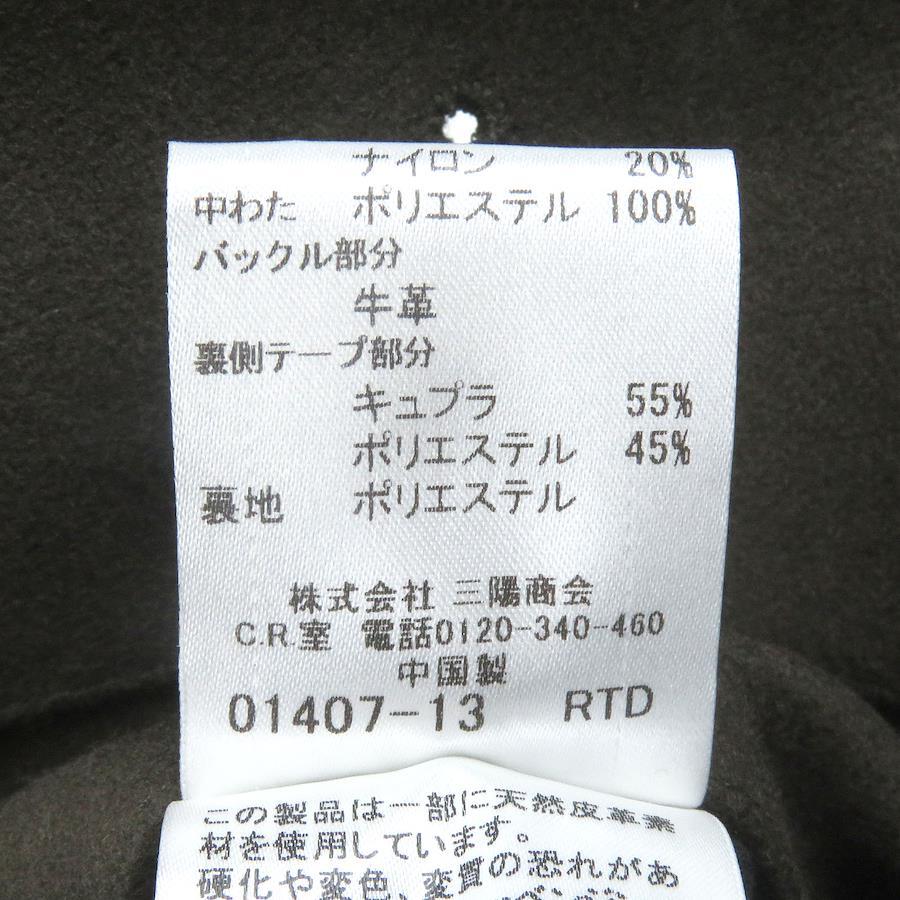 ナイロン 20%
中わた ポリエステル 100%
バックル部分
牛革
裏側テープ部分
キュプラ 55%
ポリエステル 45%
裏地 ポリエステル
株式会社 三陽商会
C.R.室 電話0120-340-460
中国製
01407-13 RTD
この製品は一部に天然皮革素
材を使用しています。
硬化や変色、変質の恐れがあ